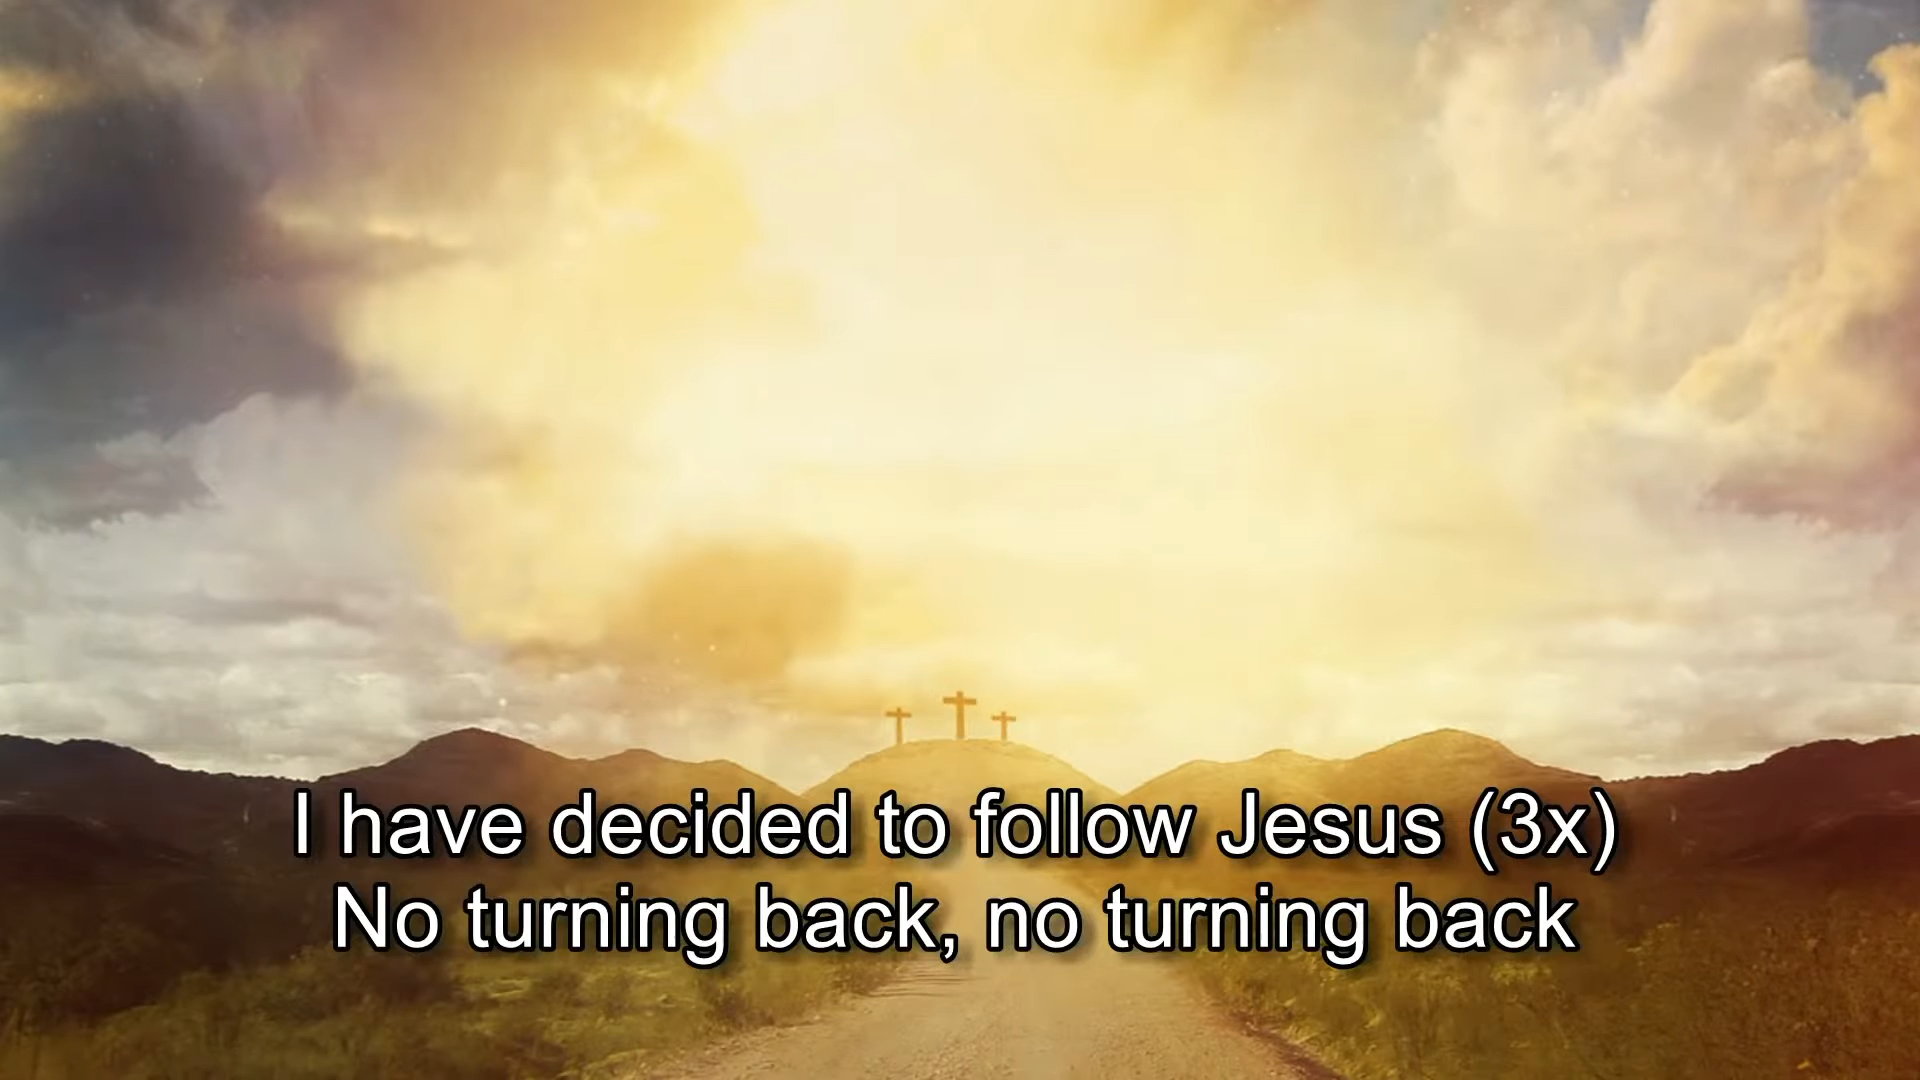 I have decided to follow Jesus (3x)
No turning back, no turning back